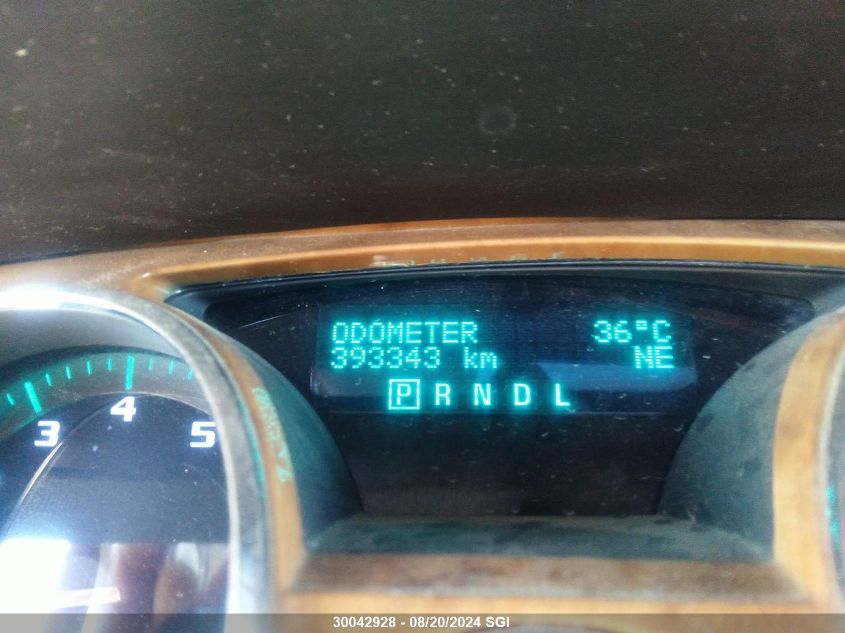 ODOMETER 36°C
393343 km NE
P R N D L
3 4 5
30042928 - 08/20/2024 SGI